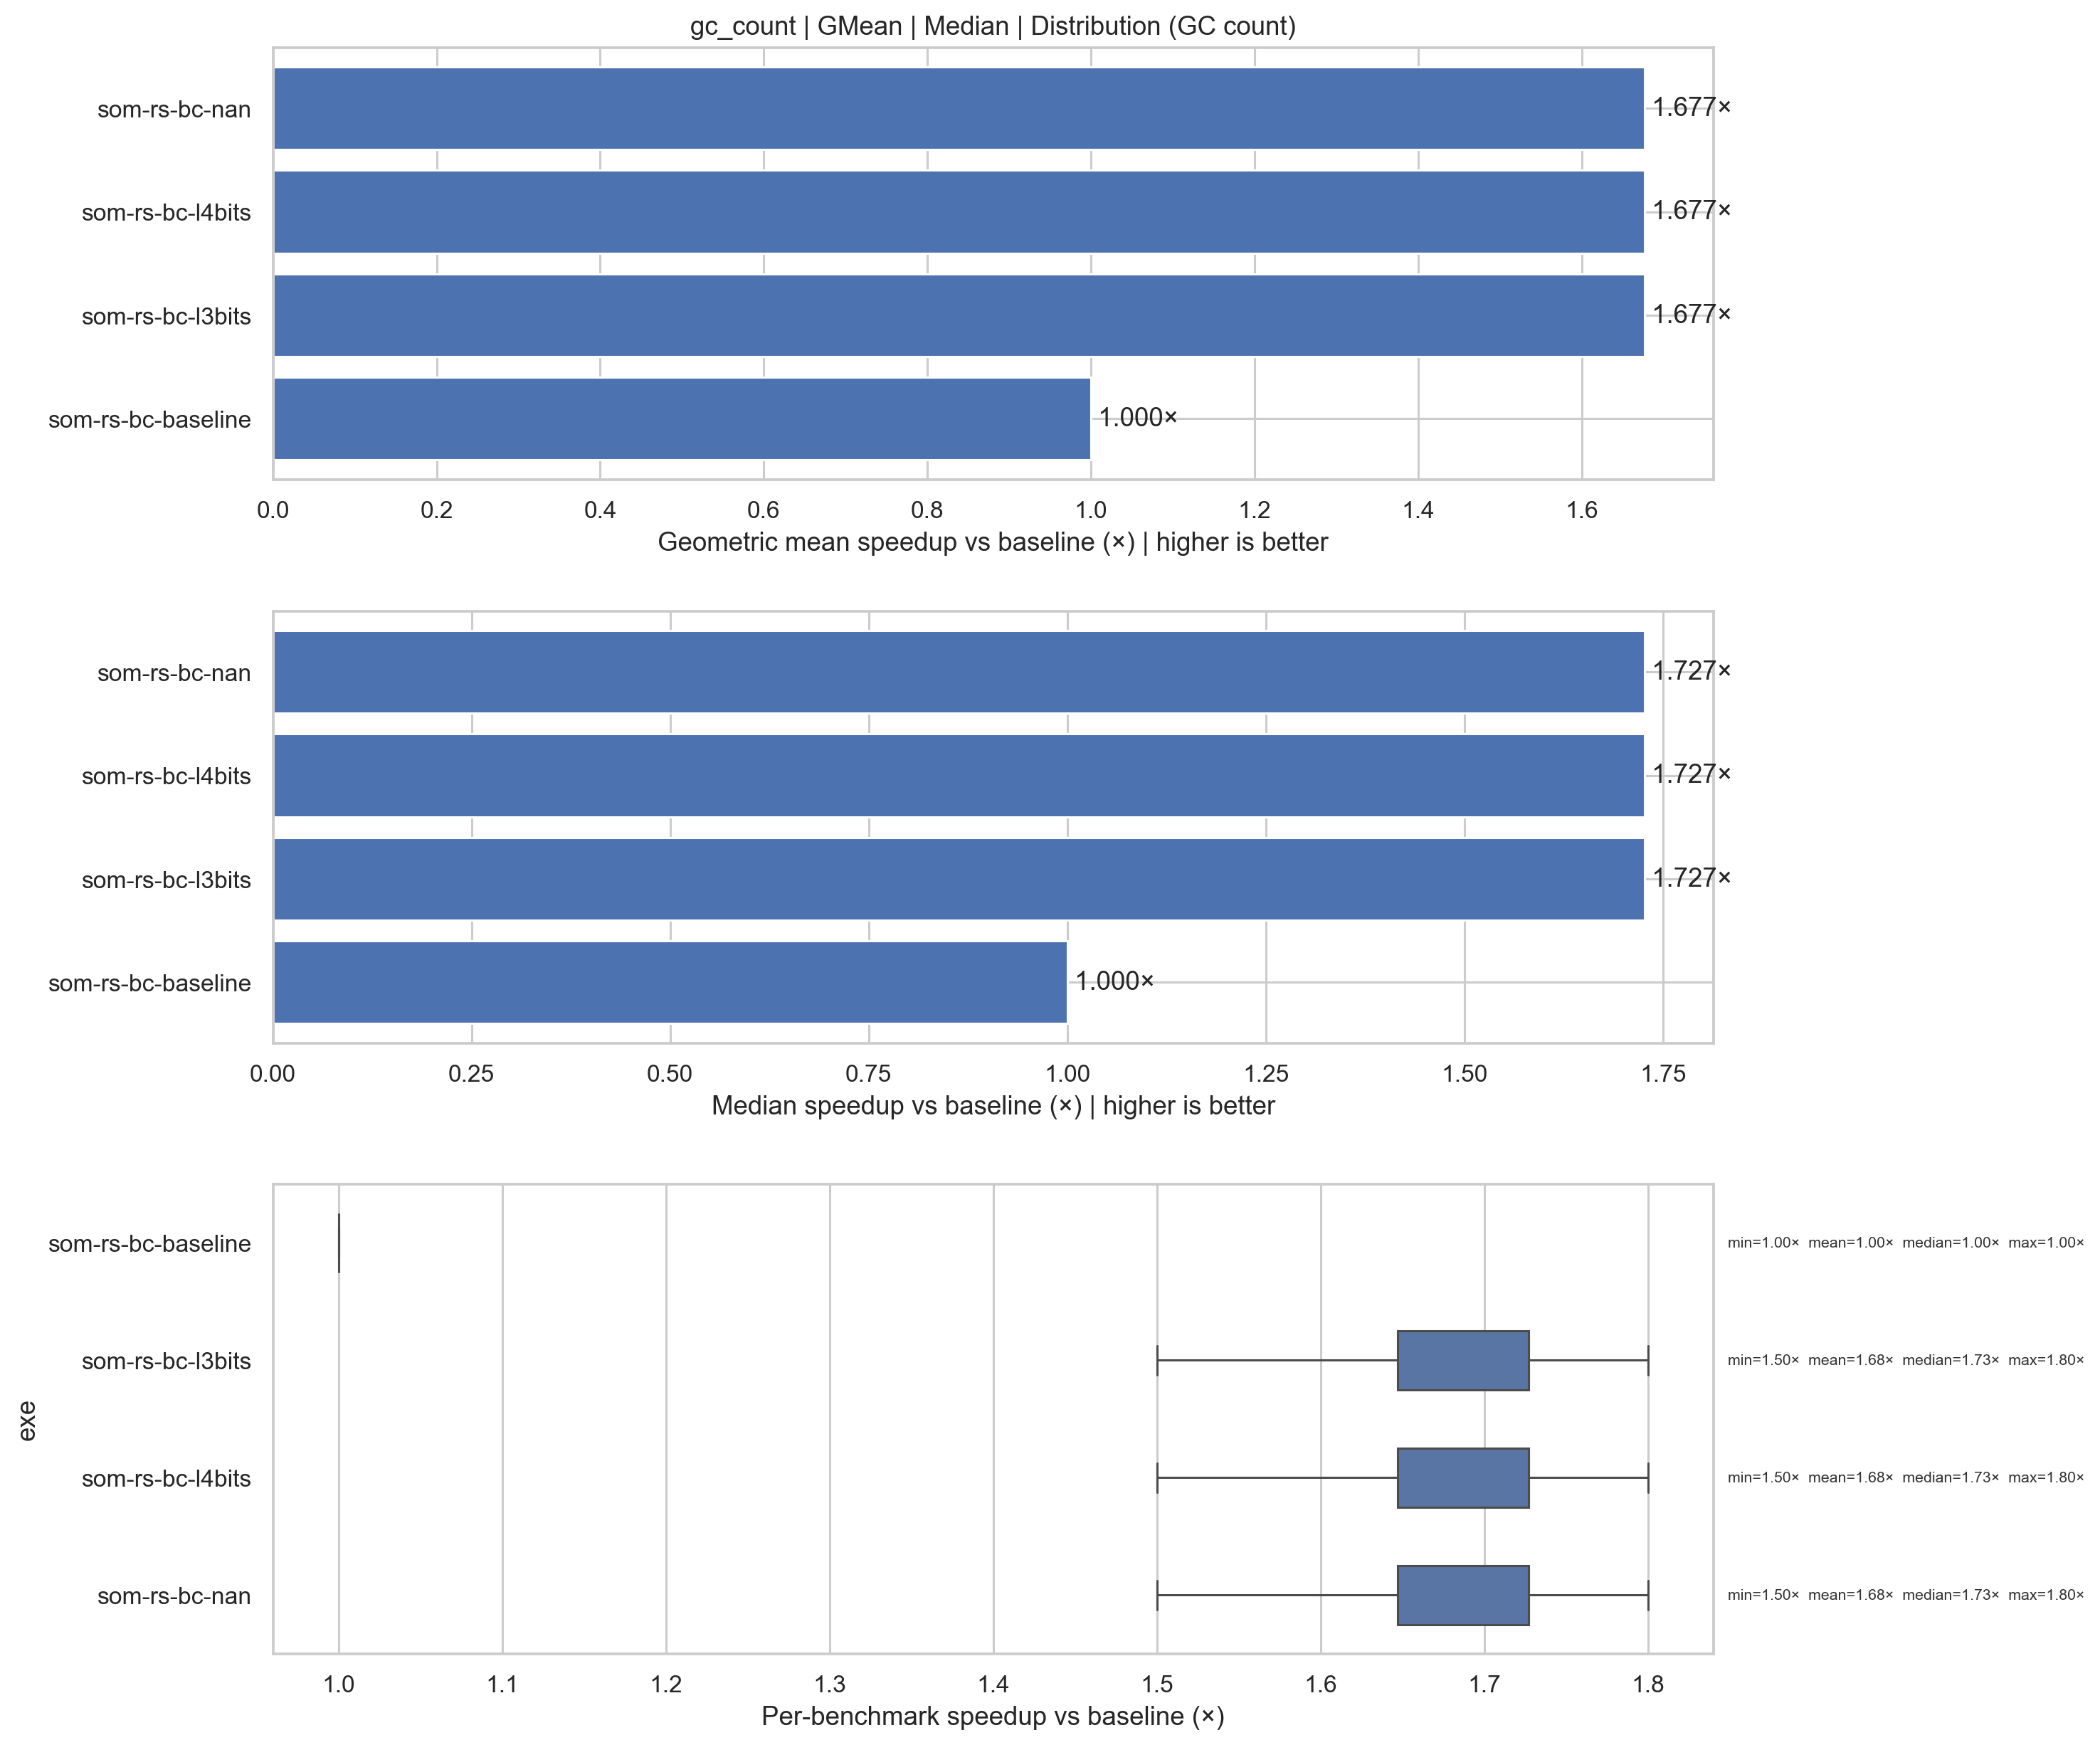 gc_count | GMean | Median | Distribution (GC count)
som-rs-bc-nan
1.677×
som-rs-bc-l4bits
1.677×
som-rs-bc-l3bits
1.677×
som-rs-bc-baseline
1.000×
0.0 0.2 0.4 0.6 0.8 1.0 1.2 1.4 1.6
Geometric mean speedup vs baseline (×) | higher is better
som-rs-bc-nan
1.727×
som-rs-bc-l4bits
1.727×
som-rs-bc-l3bits
1.727×
som-rs-bc-baseline
1.000×
0.00 0.25 0.50 0.75 1.00 1.25 1.50 1.75
Median speedup vs baseline (×) | higher is better
exe
som-rs-bc-baseline
min=1.00× mean=1.00× median=1.00× max=1.00×
som-rs-bc-l3bits
min=1.50× mean=1.68× median=1.73× max=1.80×
som-rs-bc-l4bits
min=1.50× mean=1.68× median=1.73× max=1.80×
som-rs-bc-nan
min=1.50× mean=1.68× median=1.73× max=1.80×
1.0 1.1 1.2 1.3 1.4 1.5 1.6 1.7 1.8
Per-benchmark speedup vs baseline (×)